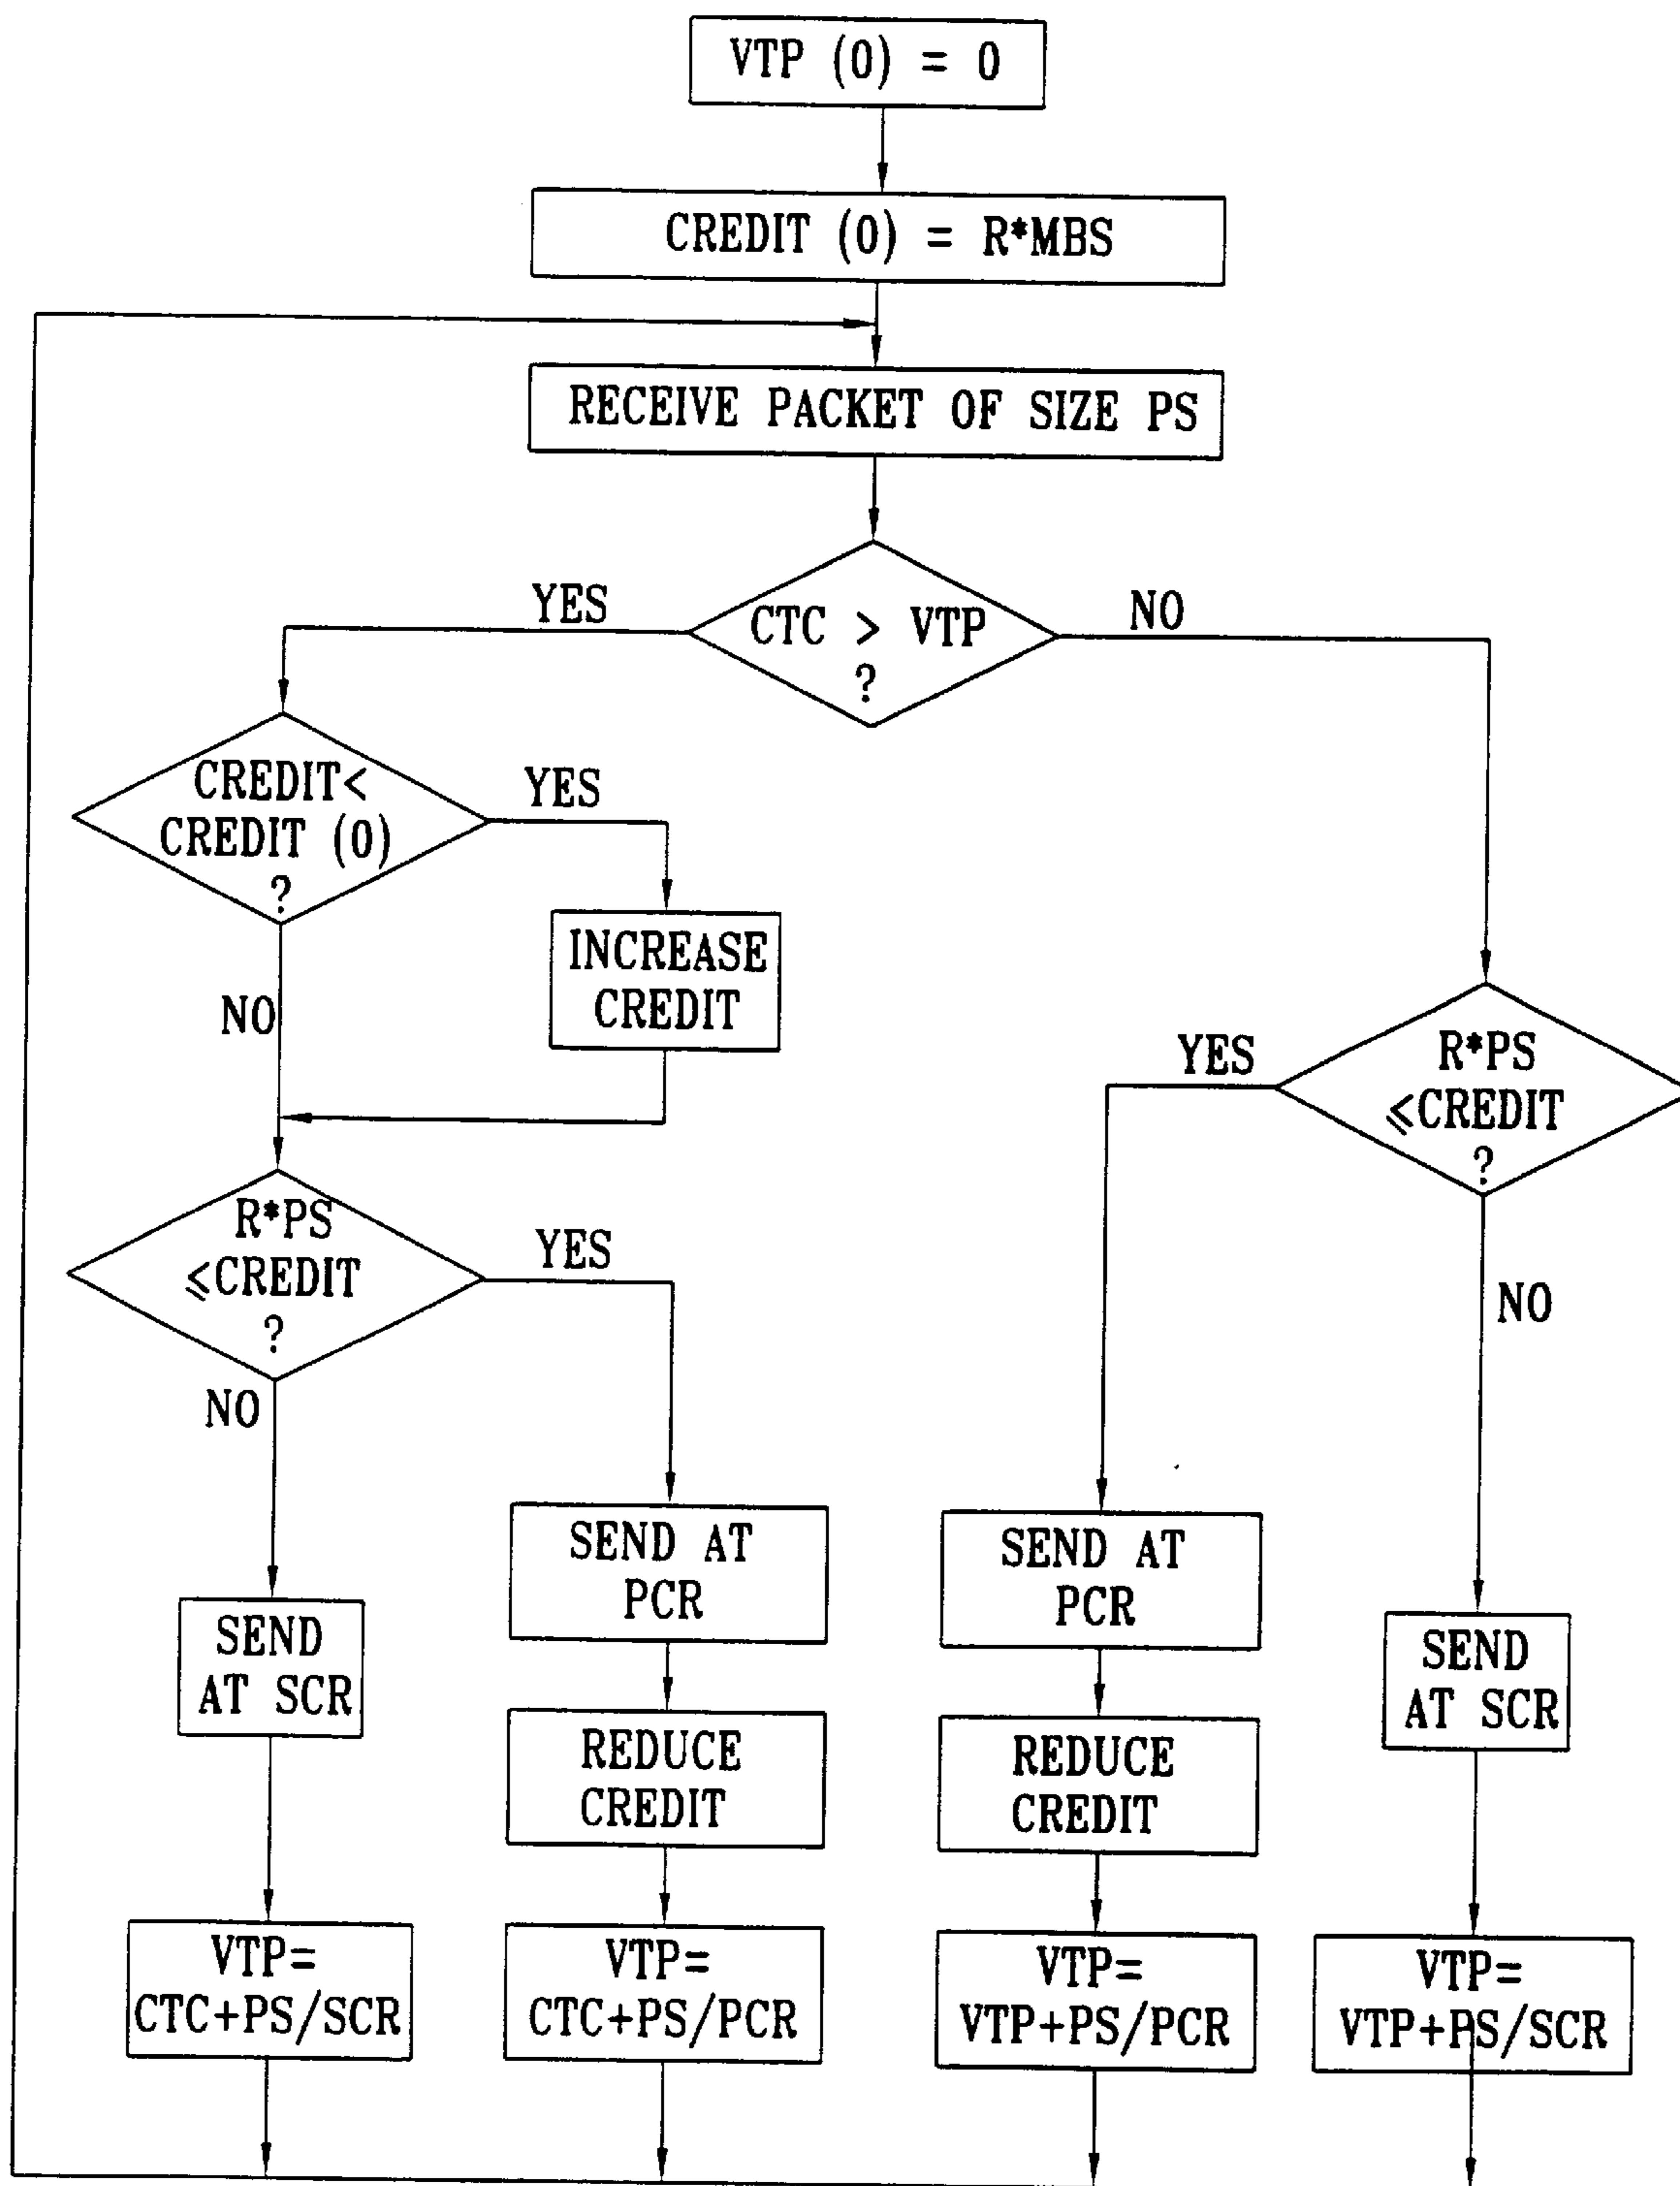 VTP (0) = 0
CREDIT (0) = R*MBS
RECEIVE PACKET OF SIZE PS
CTC > VTP
?
YES
NO
CREDIT<
CREDIT (0)
?
YES
NO
INCREASE
CREDIT
R*PS
≤CREDIT
?
YES
NO
R*PS
≤CREDIT
?
YES
NO
SEND
AT SCR
SEND AT
PCR
SEND AT
PCR
SEND
AT SCR
REDUCE
CREDIT
REDUCE
CREDIT
VTP=
CTC+PS/SCR
VTP=
CTC+PS/PCR
VTP=
VTP+PS/PCR
VTP=
VTP+PS/SCR